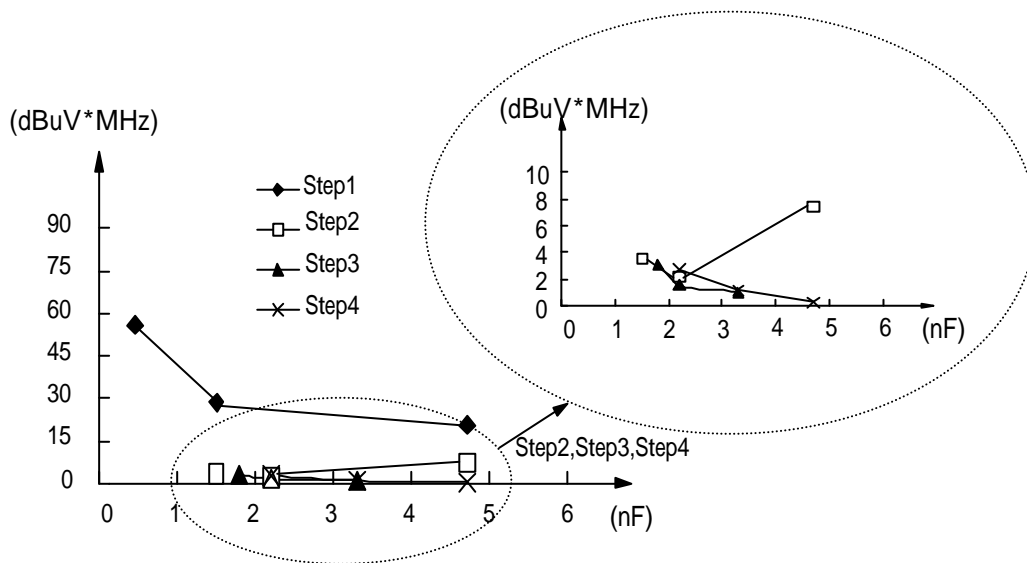 (dBuV*MHz)
90
75
60
45
30
15
0
0 1 2 3 4 5 6 (nF)
Step1
Step2
Step3
Step4
Step2,Step3,Step4
(dBuV*MHz)
10
8
6
4
2
0
0 1 2 3 4 5 6 (nF)